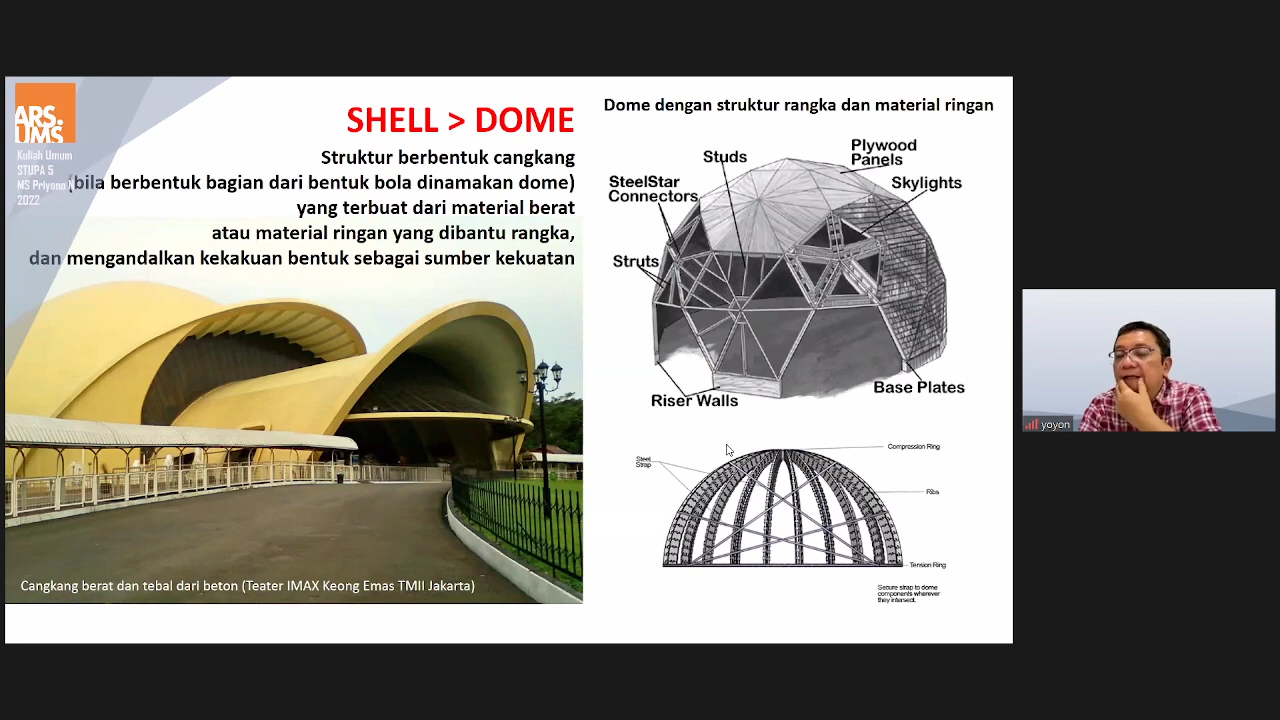 ARS.
UMS
Kuliah Umum
STUPA 5
MS Priyono
2022
SHELL > DOME
Struktur berbentuk cangkang
(bila berbentuk bagian dari bentuk bola dinamakan dome)
yang terbuat dari material berat
atau material ringan yang dibantu rangka,
dan mengandalkan kekakuan bentuk sebagai sumber kekuatan
Cangkang berat dan tebal dari beton (Teater IMAX Keong Emas TMII Jakarta)
Dome dengan struktur rangka dan material ringan
Studs
Plywood
Panels
SteelStar
Connectors
Skylights
Struts
Riser Walls
Base Plates
Compression Ring
Steel
Strap
Ribs
Tension Ring
Secure strap to dome
components wherever
they intersect.
yoyon